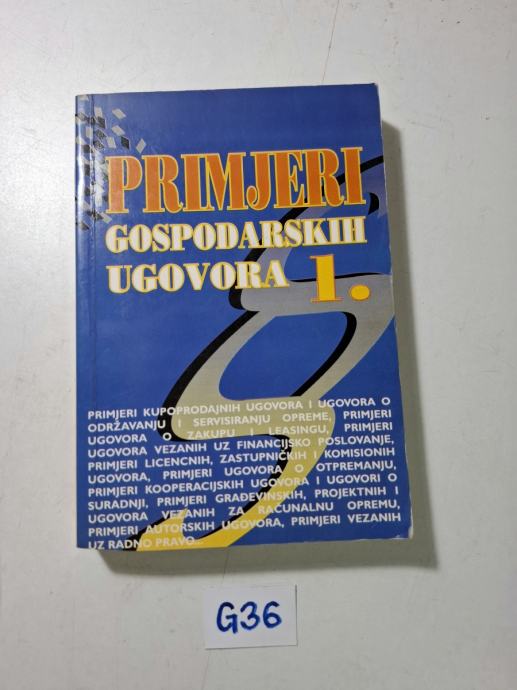 PRIMJERI
GOSPODARSKIH
UGOVORA 1.
PRIMJERI KUPOPRODAJNIH UGOVORA I UGOVORA O
ODRŽAVANJU I SERVISIRANJU OPREME, PRIMJERI
UGOVORA O ZAKUPU I LEASINGU, PRIMJERI
UGOVORA VEZANIH UZ FINANCIJSKO POSLOVANJE,
PRIMJERI LICENCNIH, ZASTUPNIČKIH I KOMISIONIH
UGOVORA, PRIMJERI UGOVORA O OTPREMANJU,
PRIMJERI KOOPERACIJSKIH UGOVORA I UGOVORI O
SURADNJI, PRIMJERI GRAĐEVINSKIH, PROJEKTNIH I
UGOVORA VEZANIH ZA RAČUNALNU OPREMU,
PRIMJERI AUTORSKIH UGOVORA, PRIMJERI VEZANIH
UZ RADNO PRAVO...
G36